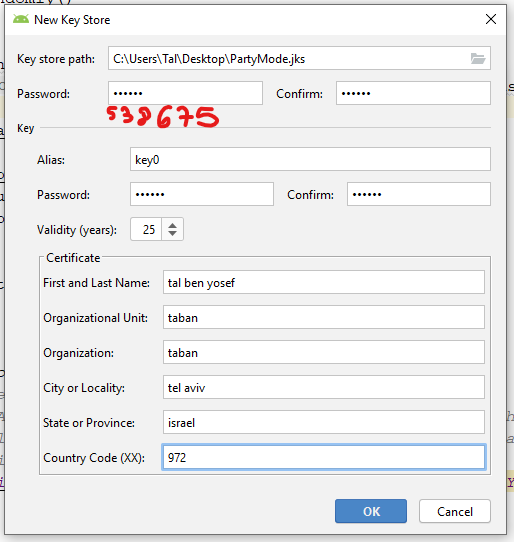 New Key Store
Key store path: C:\Users\Tal\Desktop\PartyMode.jks
Password: •••••• Confirm: ••••••
538675
Key
Alias: key0
Password: •••••• Confirm: ••••••
Validity (years): 25
Certificate
First and Last Name: tal ben yosef
Organizational Unit: taban
Organization: taban
City or Locality: tel aviv
State or Province: israel
Country Code (XX): 972
OK Cancel